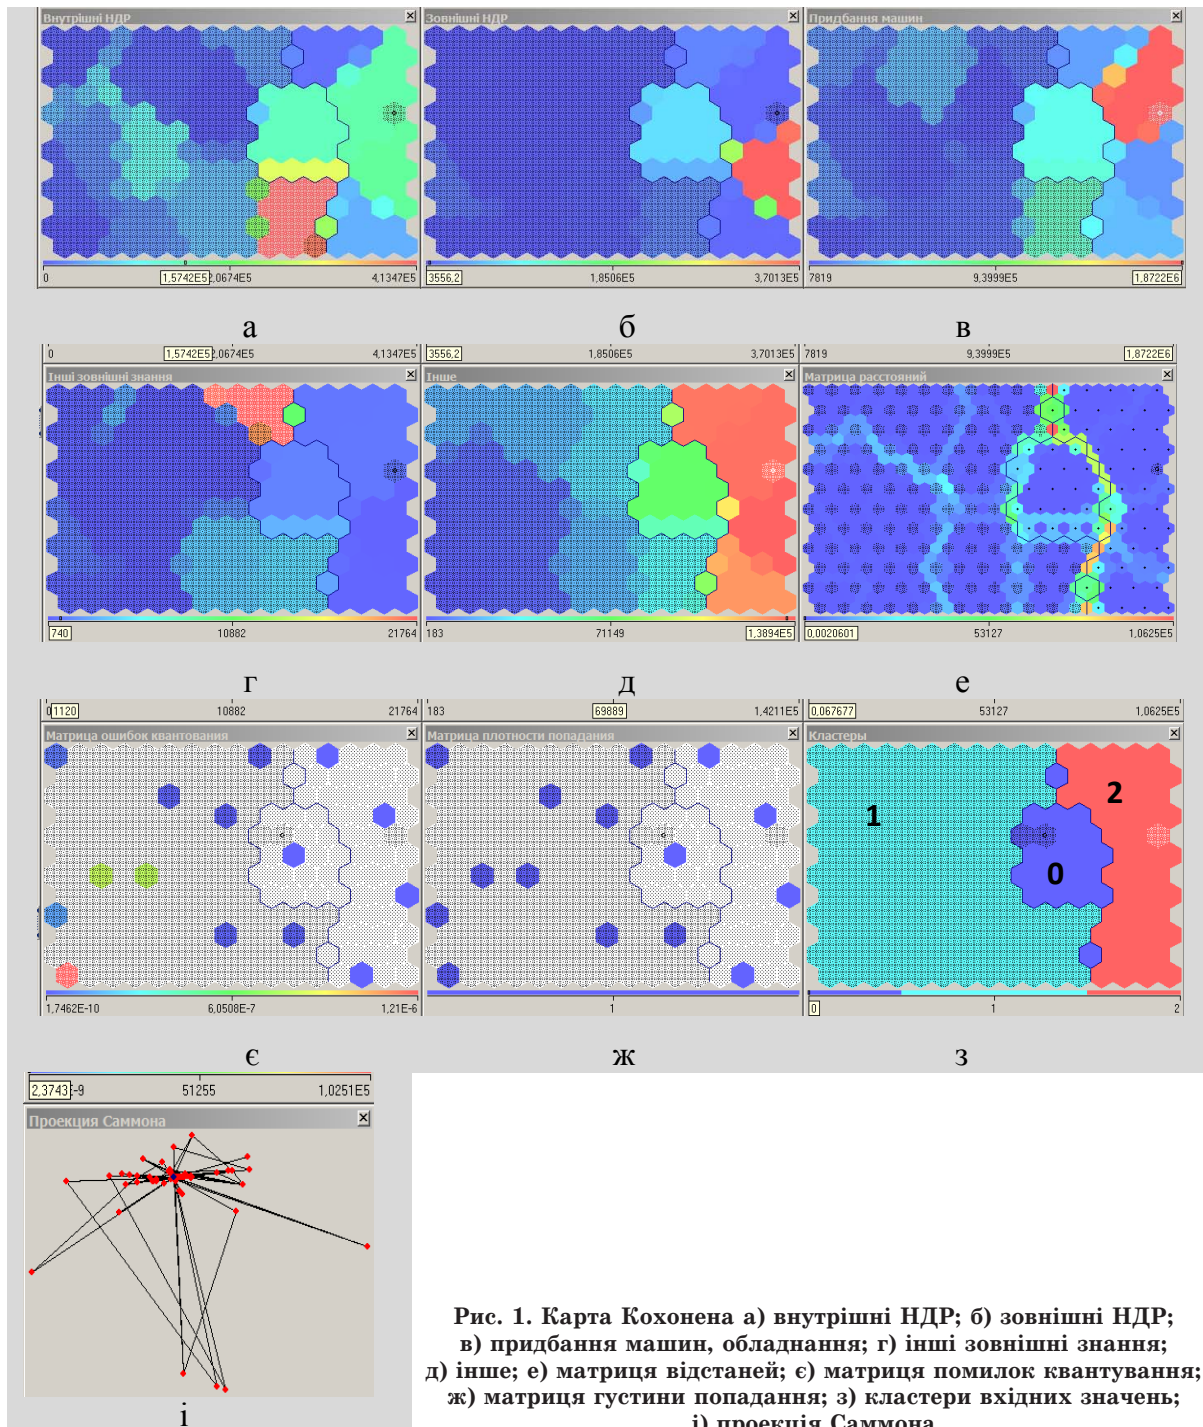 Внутрішні НДР
Зовнішні НДР
Придбання машин
0 1,5742E5 2,0674E5 4,1347E5
3556,2 1,8506E5 3,7013E5
7819 9,3999E5 1,8722E6
а
б
в
0 1,5742E5 2,0674E5 4,1347E5
3556,2 1,8506E5 3,7013E5
7819 9,3999E5 1,8722E6
Інші зовнішні знання
Інше
Матрица расстояний
740 10882 21764
183 71149 1,3894E5
0,0020601 53127 1,0625E5
г
д
е
0 1120 10882 21764
183 69889 1,4211E5
0,067677 53127 1,0625E5
Матрица ошибок квантования
Матрица плотности попадания
Кластеры
1
2
0
1,7462E-10 6,0508E-7 1,21E-6
1
0 1 2
є
ж
з
2,3743E-9 51255 1,0251E5
Проекция Саммона
і
Рис. 1. Карта Кохонена а) внутрішні НДР; б) зовнішні НДР;
в) придбання машин, обладнання; г) інші зовнішні знання;
д) інше; е) матриця відстаней; є) матриця помилок квантування;
ж) матриця густини попадання; з) кластери вхідних значень;
і) проекція Саммона